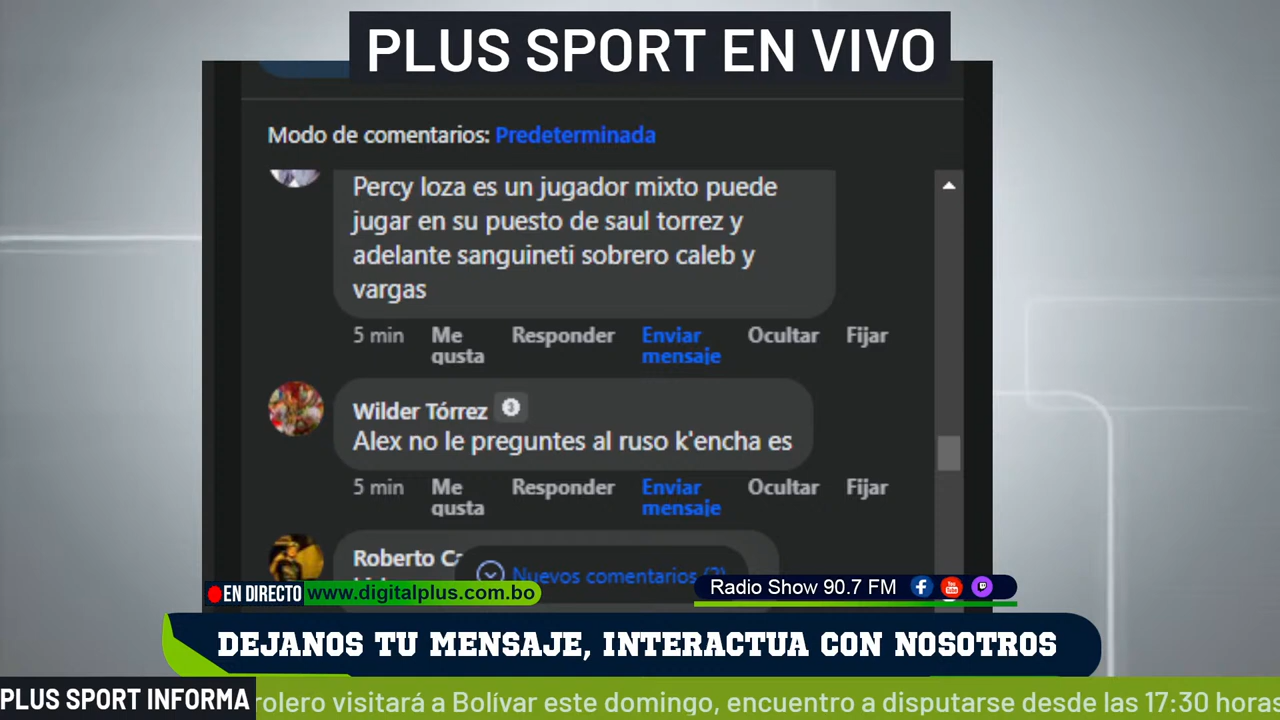 PLUS SPORT EN VIVO
Modo de comentarios: Predeterminada
Percy loza es un jugador mixto puede
jugar en su puesto de saul torrez y
adelante sanguineti sobrero caleb y
vargas
5 min Me gusta Responder Enviar mensaje Ocultar Fijar
Wilder Tórrez
Alex no le preguntes al ruso k'encha es
5 min Me gusta Responder Enviar mensaje Ocultar Fijar
Roberto
Nuevos comentarios (2)
EN DIRECTO www.digitalplus.com.bo
Radio Show 90.7 FM
DEJANOS TU MENSAJE, INTERACTUA CON NOSOTROS
PLUS SPORT INFORMA
rolero visitará a Bolívar este domingo, encuentro a disputarse desde las 17:30 horas